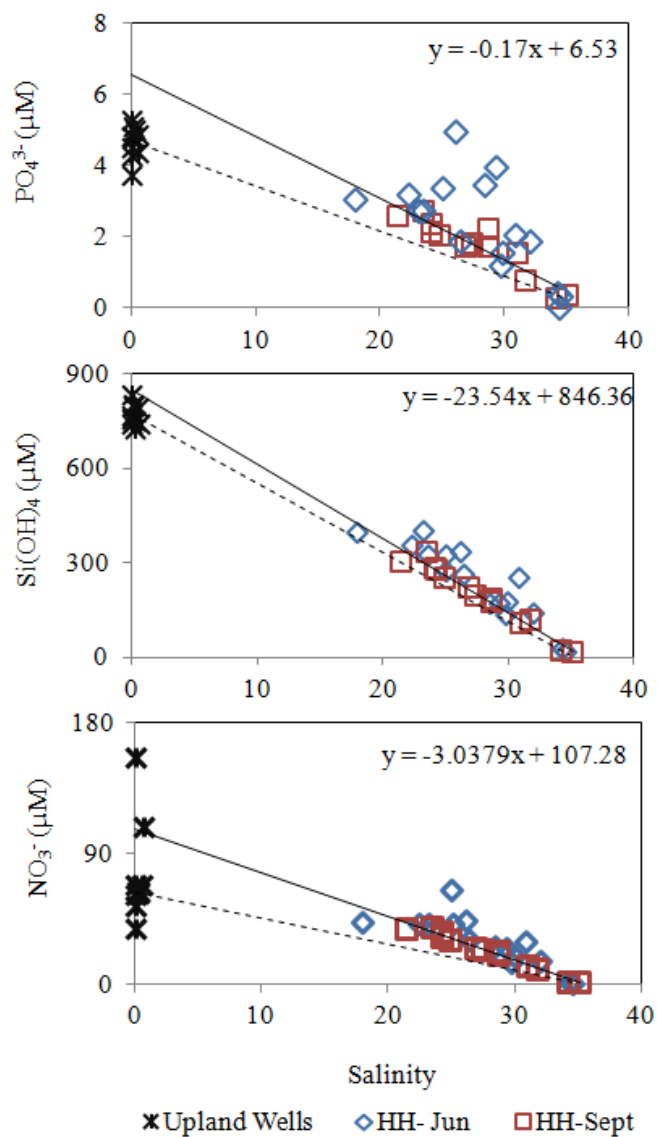 8
y = -0.17x + 6.53
6
PO₄³⁻ (µM)
4
2
0
0 10 20 30 40
900
y = -23.54x + 846.36
600
Si(OH)₄ (µM)
300
0
0 10 20 30 40
180
y = -3.0379x + 107.28
NO₃⁻ (µM)
90
0
0 10 20 30 40
Salinity
Upland Wells HH- Jun HH-Sept